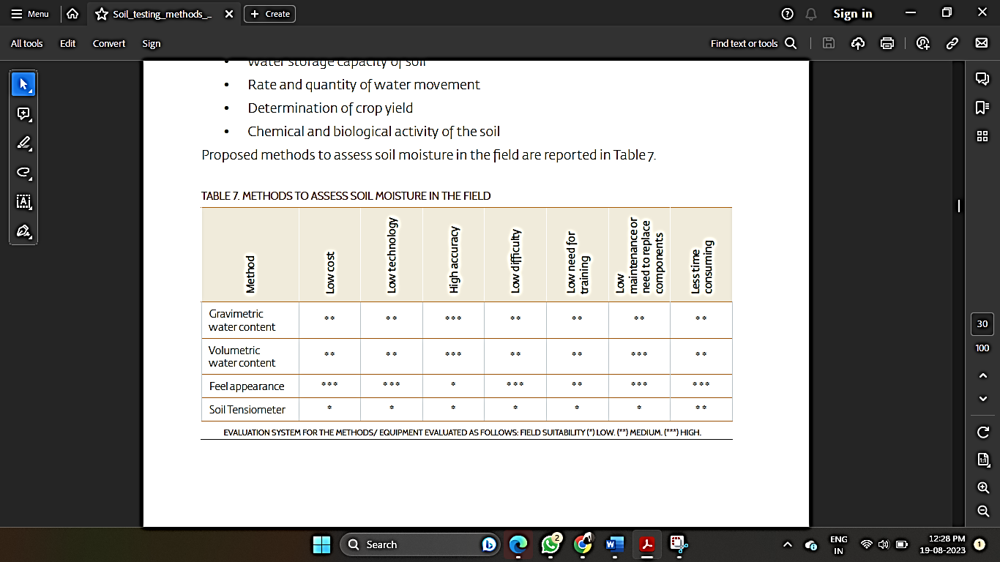 Menu
Soil_testing_methods_...
Create
Sign in
All tools
Edit
Convert
Sign
Find text or tools
• Water storage capacity of soil
• Rate and quantity of water movement
• Determination of crop yield
• Chemical and biological activity of the soil
Proposed methods to assess soil moisture in the field are reported in Table 7.
TABLE 7. METHODS TO ASSESS SOIL MOISTURE IN THE FIELD
Method
Low cost
Low technology
High accuracy
Low difficulty
Low need for
training
Low
maintenance or
need to replace
components
Less time
consuming
Gravimetric
water content
** ** *** ** ** ** **
Volumetric
water content
** ** *** ** ** *** **
Feel appearance *** *** * *** ** *** ***
Soil Tensiometer * * * * * * **
EVALUATION SYSTEM FOR THE METHODS/ EQUIPMENT EVALUATED AS FOLLOWS: FIELD SUITABILITY (*) LOW. (**) MEDIUM. (***) HIGH.
30
100
1:1
Search
2
ENG
IN
12:28 PM
19-08-2023
1